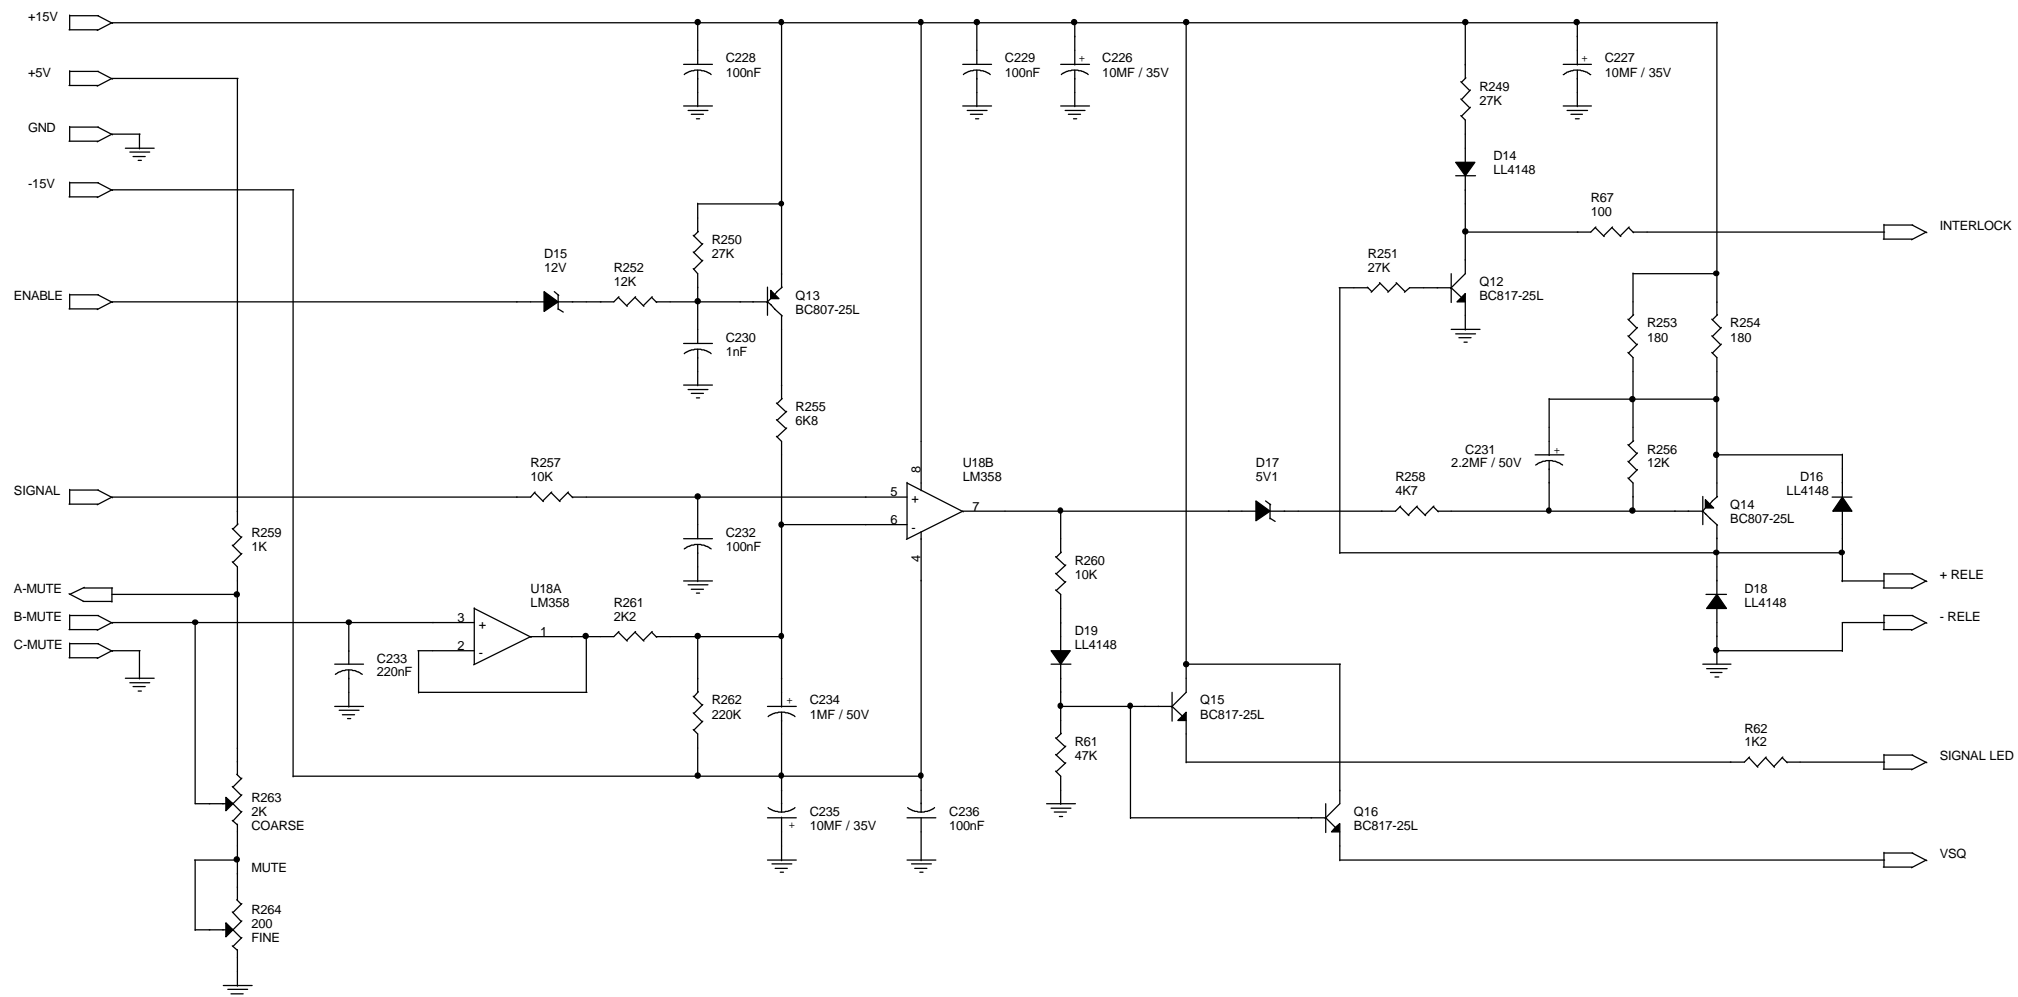 +15V
+5V
GND
-15V
ENABLE
SIGNAL
A-MUTE
B-MUTE
C-MUTE
C228
100nF
C229
100nF
+
C226
10MF / 35V
+
C227
10MF / 35V
R249
27K
D14
LL4148
R67
100
INTERLOCK
R250
27K
D15
12V
R252
12K
Q13
BC807-25L
C230
1nF
R251
27K
Q12
BC817-25L
R253
180
R254
180
R255
6K8
R257
10K
C232
100nF
5
+
6
-
8
4
7
U18B
LM358
D17
5V1
R258
4K7
+
C231
2.2MF / 50V
R256
12K
Q14
BC807-25L
D16
LL4148
+ RELE
D18
LL4148
- RELE
R259
1K
U18A
LM358
3
+
2
-
1
R261
2K2
C233
220nF
R262
220K
+
C234
1MF / 50V
R260
10K
D19
LL4148
R61
47K
Q15
BC817-25L
R62
1K2
SIGNAL LED
Q16
BC817-25L
VSQ
R263
2K
COARSE
C235
10MF / 35V
+
C236
100nF
MUTE
R264
200
FINE